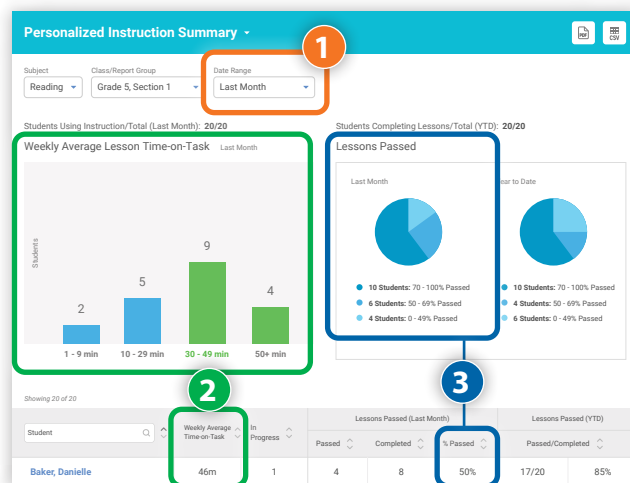 Personalized Instruction Summary
PDF
CSV
1
Subject
Class/Report Group
Date Range
Reading
Grade 5, Section 1
Last Month
Students Using Instruction/Total (Last Month): 20/20
Students Completing Lessons/Total (YTD): 20/20
Weekly Average Lesson Time-on-Task Last Month
Students
2
5
9
4
1 - 9 min
10 - 29 min
30 - 49 min
50+ min
Lessons Passed
Last Month
10 Students: 70 - 100% Passed
6 Students: 50 - 69% Passed
4 Students: 0 - 49% Passed
ear to Date
10 Students: 70 - 100% Passed
4 Students: 50 - 69% Passed
6 Students: 0 - 49% Passed
2
3
Showing 20 of 20
Student
Weekly Average
Time-on-Task
In
Progress
Lessons Passed (Last Month)
Lessons Passed (YTD)
Passed
Completed
% Passed
Passed/Completed
Baker, Danielle
46m
1
4
8
50%
17/20
85%